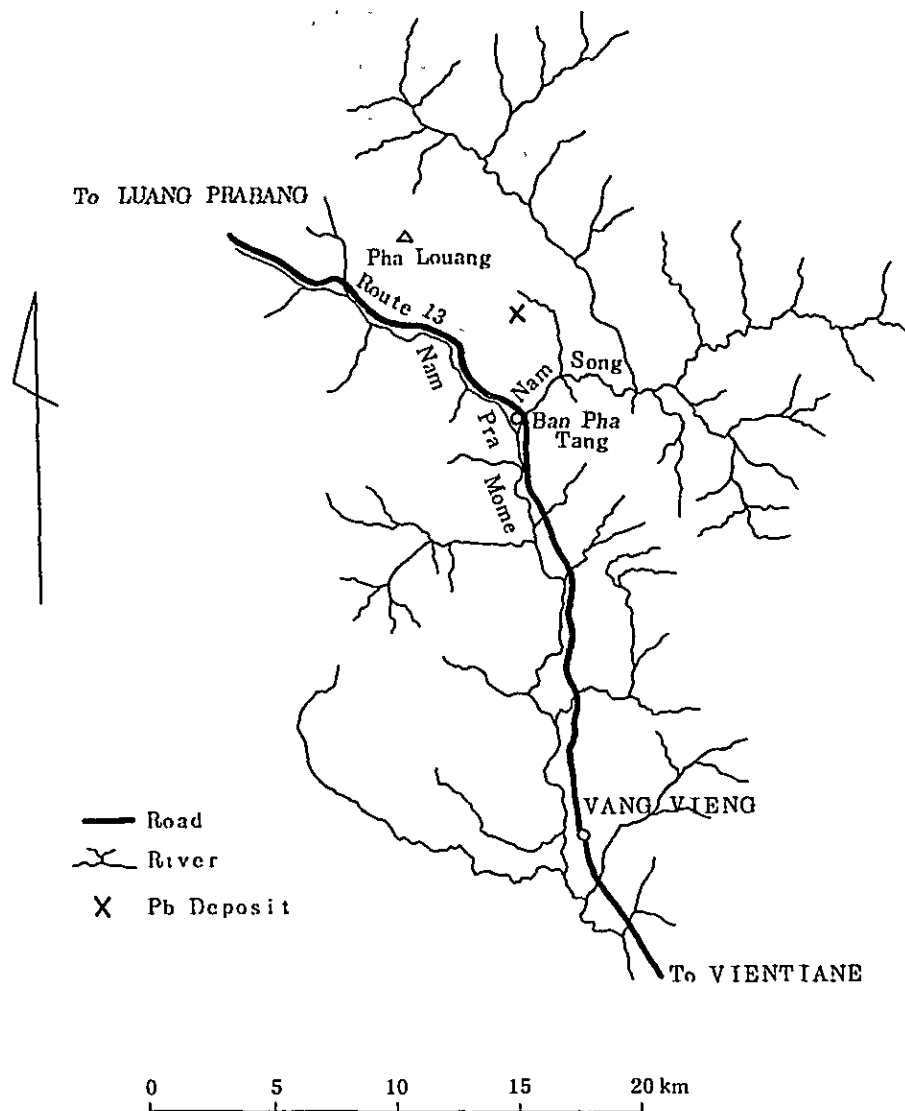 To LUANG PRABANG
Pha Louang
Route 13
Nam
Song
Nam
Ban Pha
Tang
Pra
Mome
VANG VIENG
Road
River
X Pb Deposit
To VIENTIANE
0 5 10 15 20 km